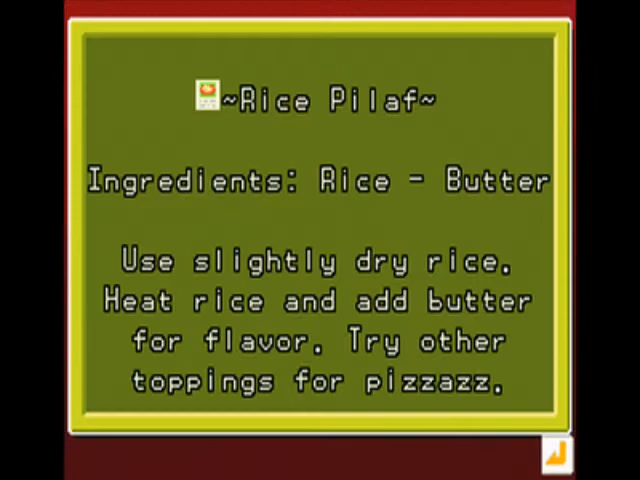 ~Rice Pilaf~
Ingredients: Rice - Butter
Use slightly dry rice.
Heat rice and add butter
for flavor. Try other
toppings for pizzazz.